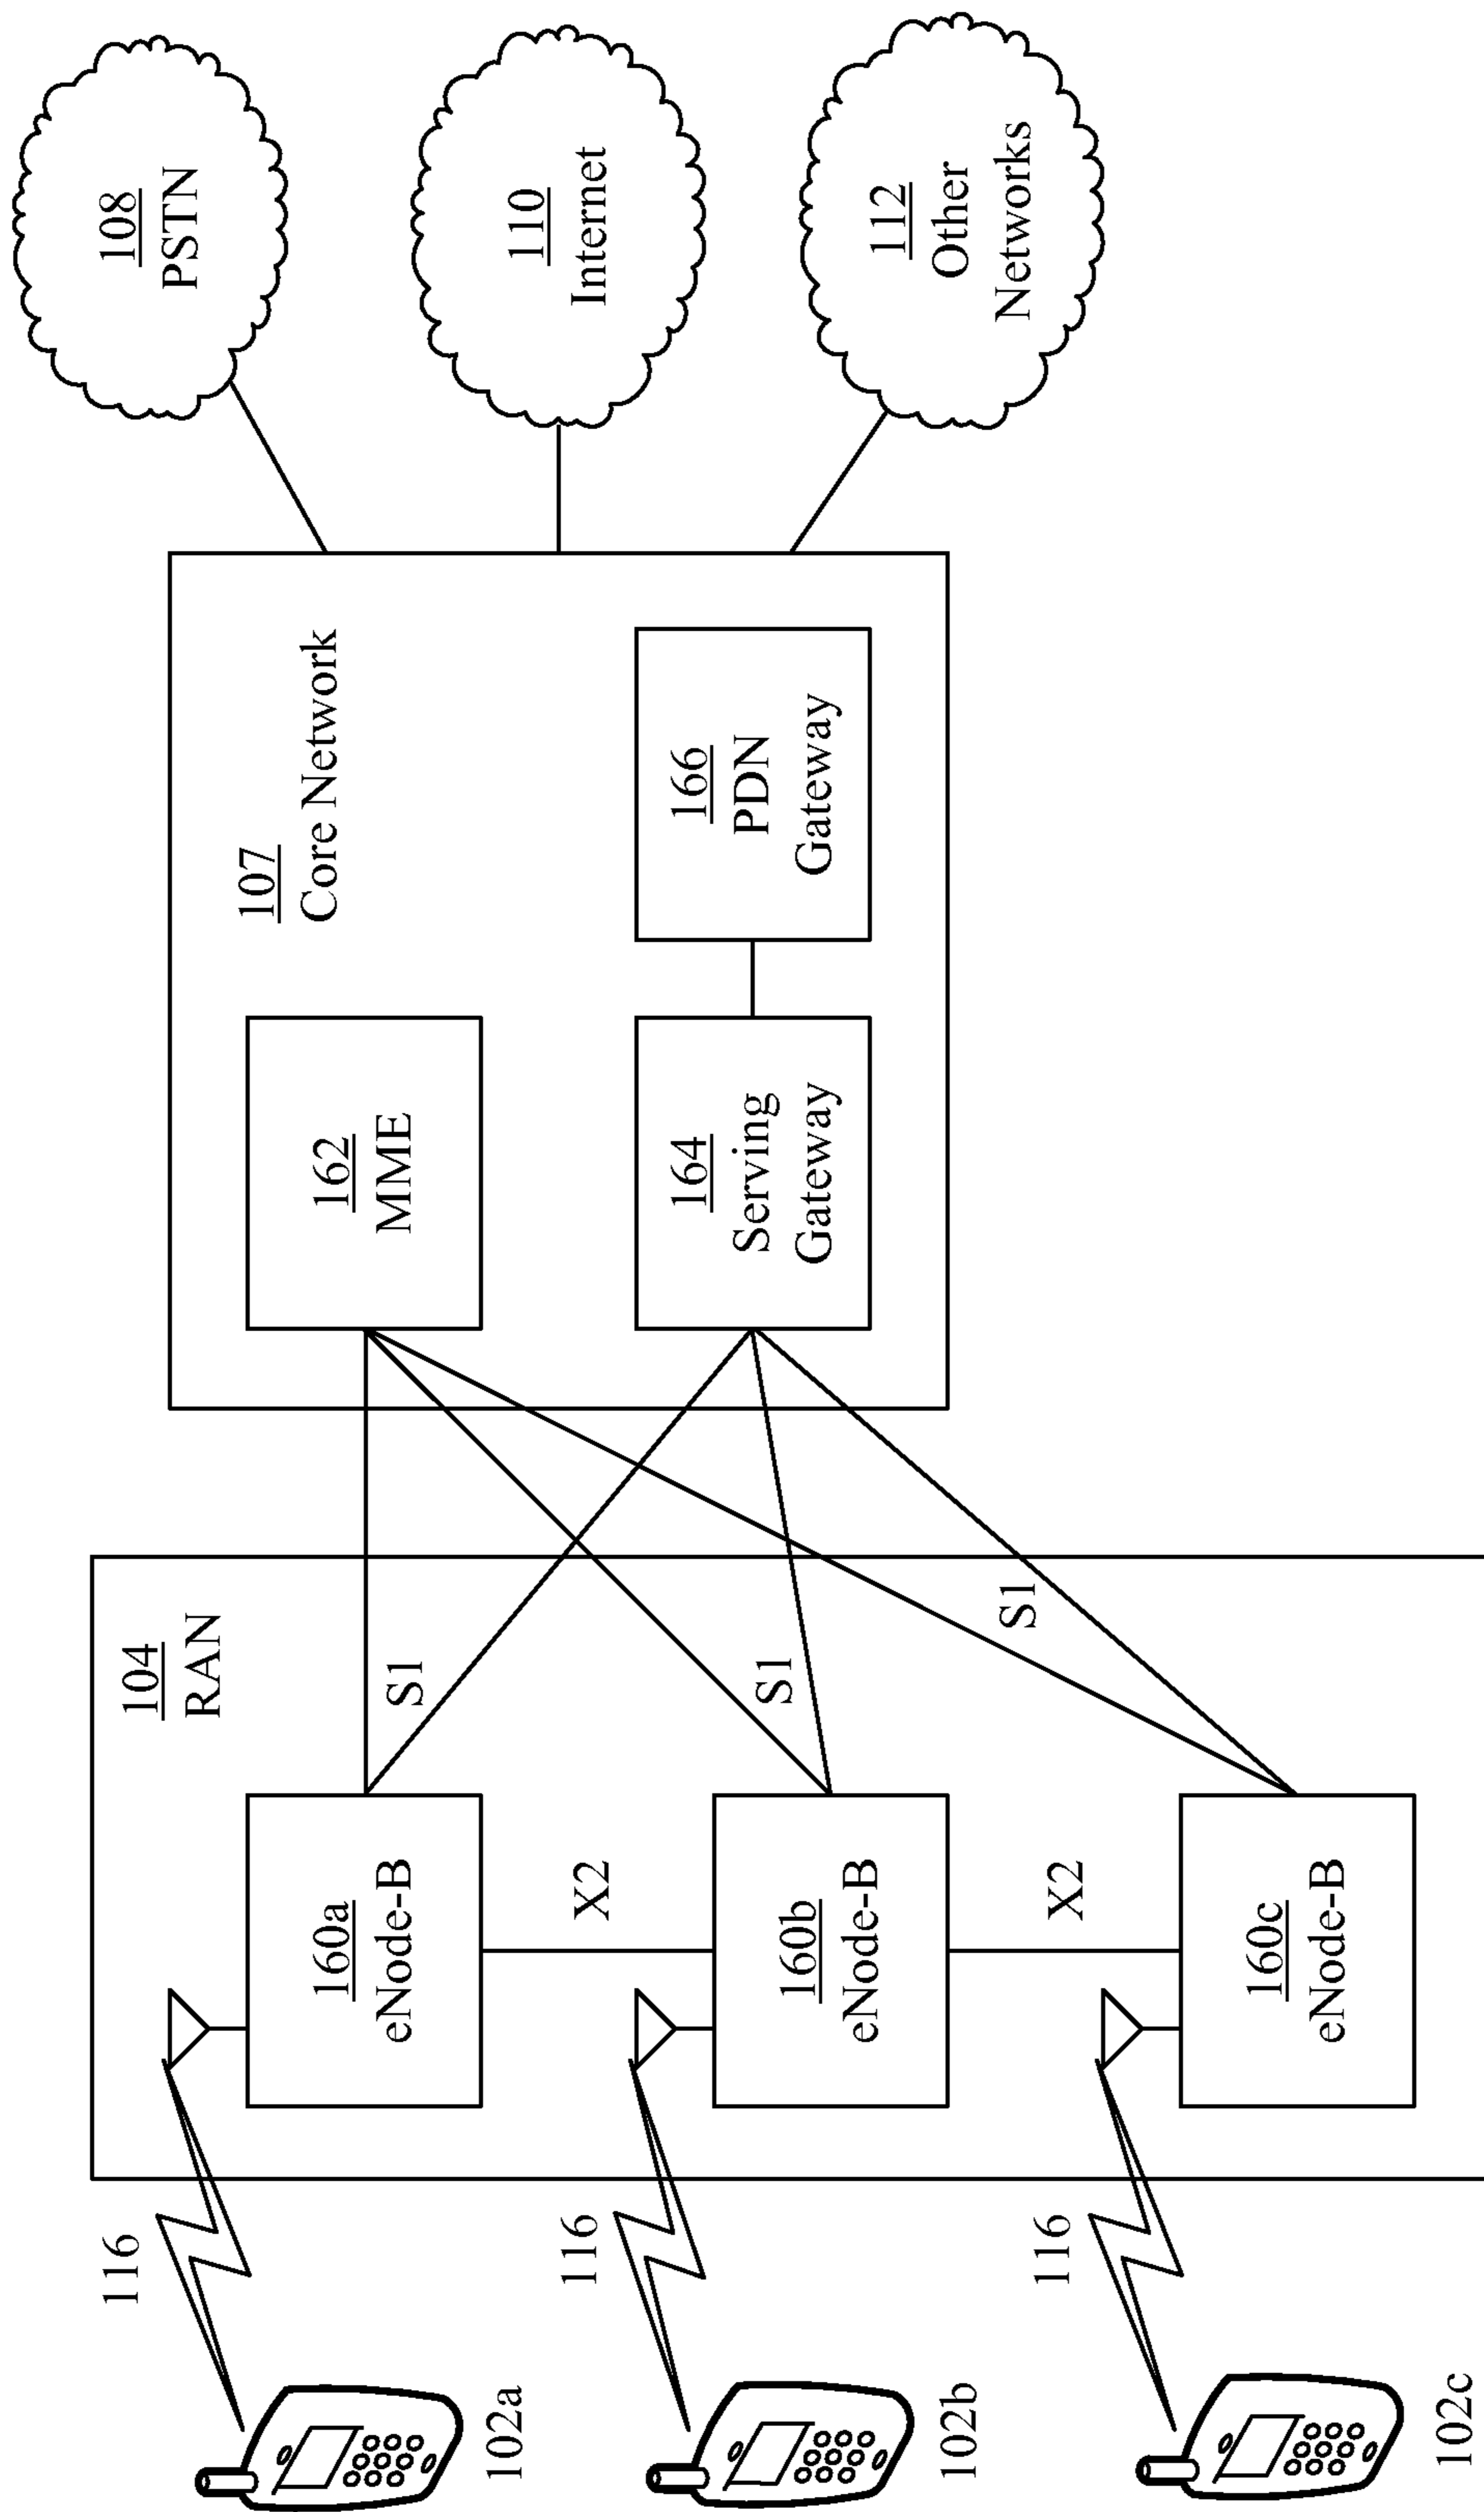 104
RAN
116
102a
160a
eNode-B
S1
X2
116
102b
160b
eNode-B
S1
X2
116
102c
160c
eNode-B
S1
107
Core Network
162
MME
164
Serving
Gateway
166
PDN
Gateway
108
PSTN
110
Internet
112
Other
Networks